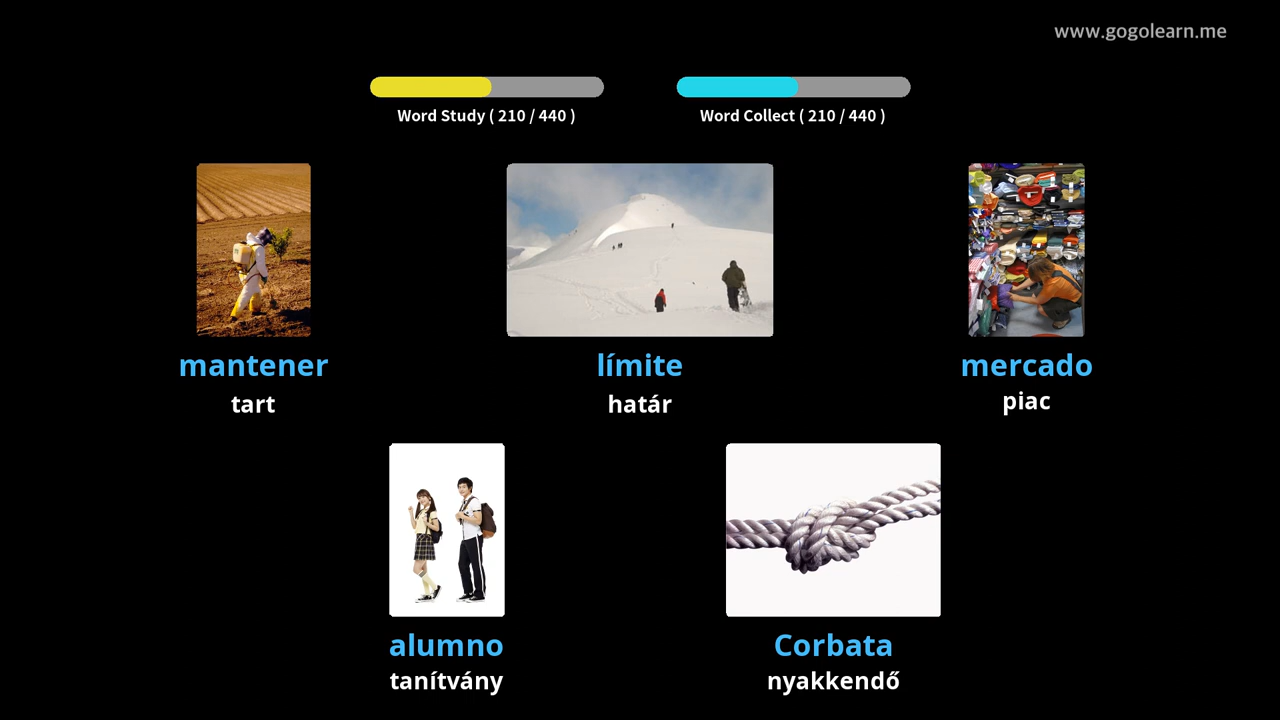 www.gogolearn.me
Word Study ( 210 / 440 )
Word Collect ( 210 / 440 )
mantener
tart
límite
határ
mercado
piac
alumno
tanítvány
Corbata
nyakkendő